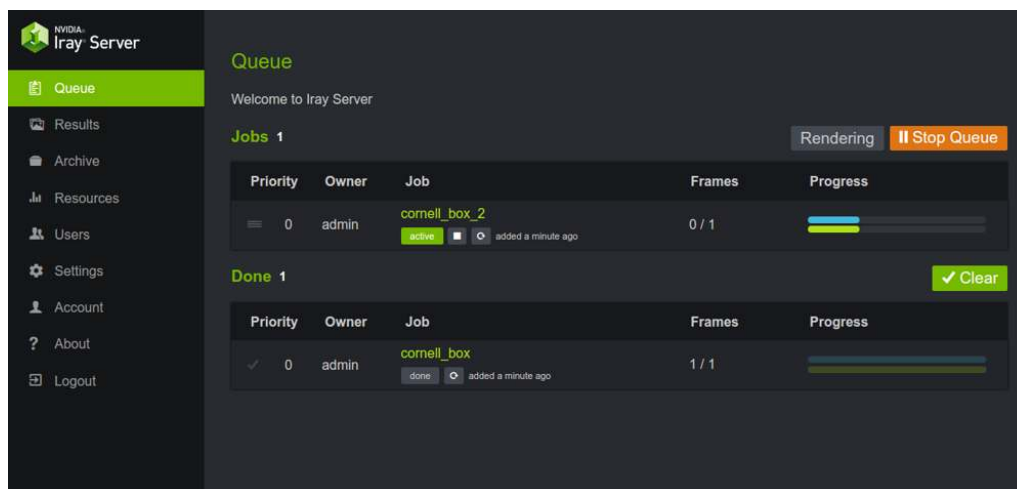 NVIDIA.
Iray Server
Queue
Results
Archive
Resources
Users
Settings
Account
About
Logout
Queue
Welcome to Iray Server
Jobs 1
Rendering
Stop Queue
Priority Owner Job Frames Progress
0 admin cornell_box_2 0 / 1
active added a minute ago
Done 1
Clear
Priority Owner Job Frames Progress
0 admin cornell_box 1 / 1
done added a minute ago